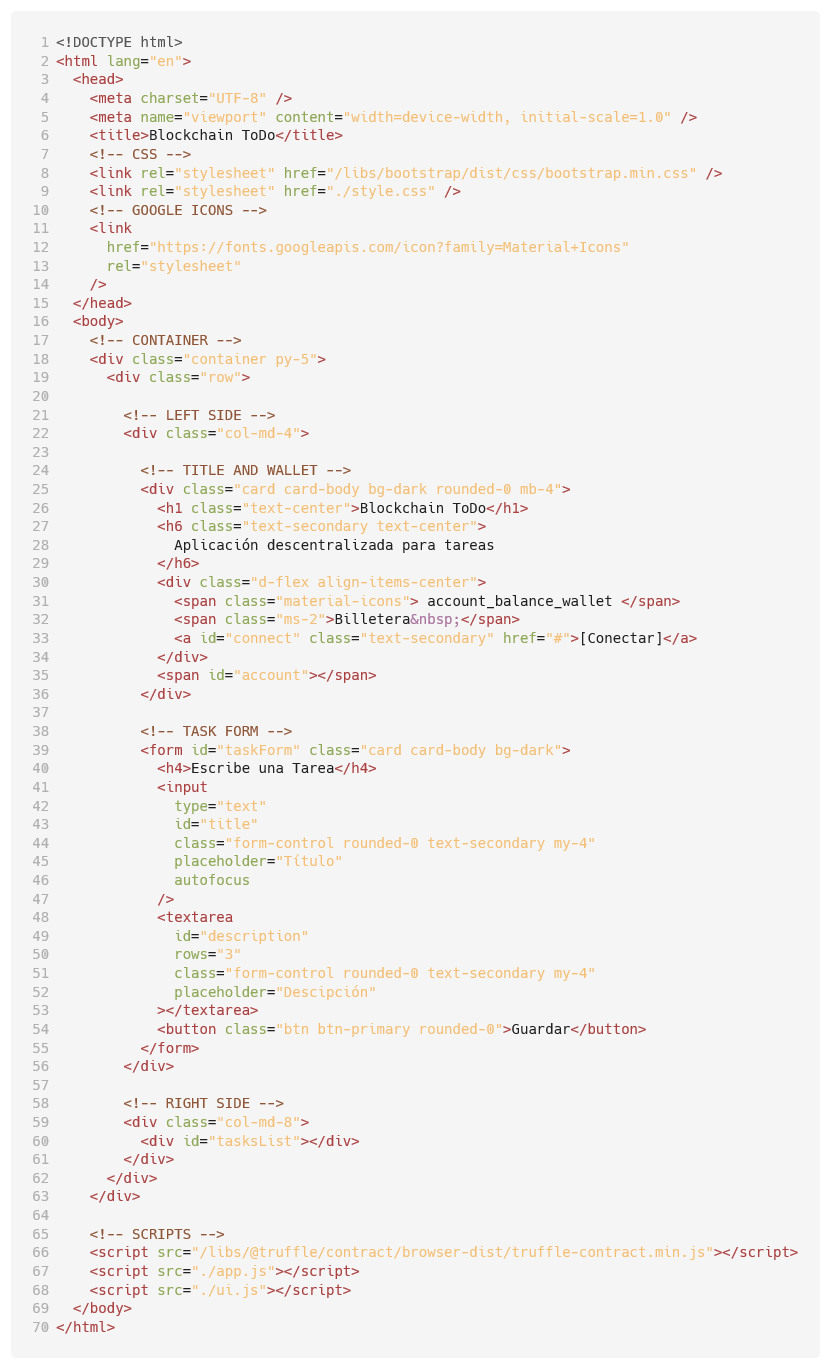 1 <!DOCTYPE html>
2 <html lang="en">
3   <head>
4     <meta charset="UTF-8" />
5     <meta name="viewport" content="width=device-width, initial-scale=1.0" />
6     <title>Blockchain ToDo</title>
7     <!-- CSS -->
8     <link rel="stylesheet" href="/libs/bootstrap/dist/css/bootstrap.min.css" />
9     <link rel="stylesheet" href="./style.css" />
10     <!-- GOOGLE ICONS -->
11     <link
12       href="https://fonts.googleapis.com/icon?family=Material+Icons"
13       rel="stylesheet"
14     />
15   </head>
16   <body>
17     <!-- CONTAINER -->
18     <div class="container py-5">
19       <div class="row">
20
21         <!-- LEFT SIDE -->
22         <div class="col-md-4">
23
24           <!-- TITLE AND WALLET -->
25           <div class="card card-body bg-dark rounded-0 mb-4">
26             <h1 class="text-center">Blockchain ToDo</h1>
27             <h6 class="text-secondary text-center">
28               Aplicación descentralizada para tareas
29             </h6>
30             <div class="d-flex align-items-center">
31               <span class="material-icons"> account_balance_wallet </span>
32               <span class="ms-2">Billetera&nbsp;</span>
33               <a id="connect" class="text-secondary" href="#">[Conectar]</a>
34             </div>
35             <span id="account"></span>
36           </div>
37
38           <!-- TASK FORM -->
39           <form id="taskForm" class="card card-body bg-dark">
40             <h4>Escribe una Tarea</h4>
41             <input
42               type="text"
43               id="title"
44               class="form-control rounded-0 text-secondary my-4"
45               placeholder="Título"
46               autofocus
47             />
48             <textarea
49               id="description"
50               rows="3"
51               class="form-control rounded-0 text-secondary my-4"
52               placeholder="Descipción"
53             ></textarea>
54             <button class="btn btn-primary rounded-0">Guardar</button>
55           </form>
56         </div>
57
58         <!-- RIGHT SIDE -->
59         <div class="col-md-8">
60           <div id="tasksList"></div>
61         </div>
62       </div>
63     </div>
64
65     <!-- SCRIPTS -->
66     <script src="/libs/@truffle/contract/browser-dist/truffle-contract.min.js"></script>
67     <script src="./app.js"></script>
68     <script src="./ui.js"></script>
69   </body>
70 </html>